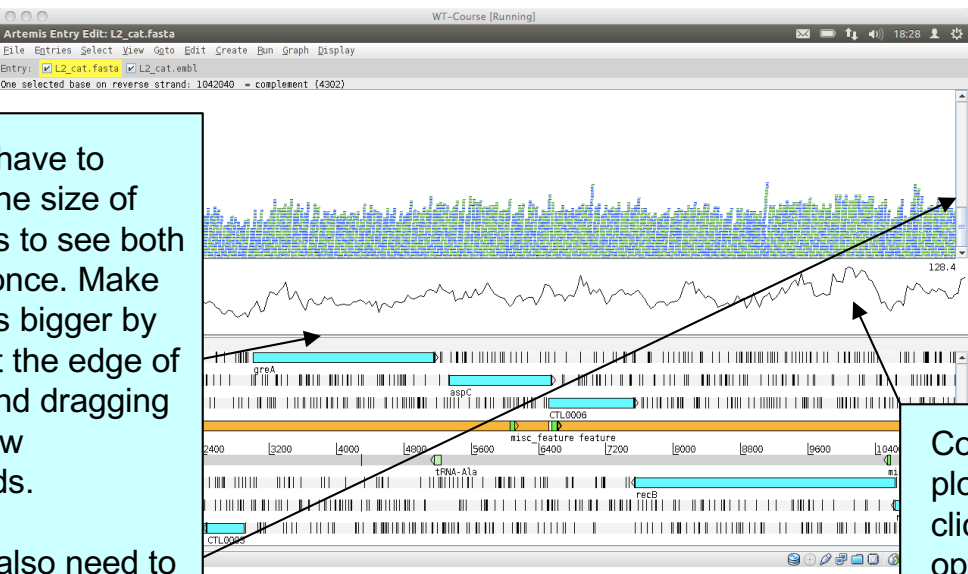 WT-Course [Running]
Artemis Entry Edit: L2_cat.fasta
18:28
File Entries Select View Goto Edit Create Run Graph Display
Entry: L2_cat.fasta L2_cat.embl
One selected base on reverse strand: 1042040 = complement (4302)
have to
he size of
s to see both
once. Make
s bigger by
t the edge of
nd dragging
w
ds.
also need to
128.4
greA
aspC
CTL0006
misc_feature feature
2400 3200 4000 4800 5600 6400 7200 8000 8800 9600 1040
tRNA-Ala
mi
recB
CTL0005
Co
plo
clic
op